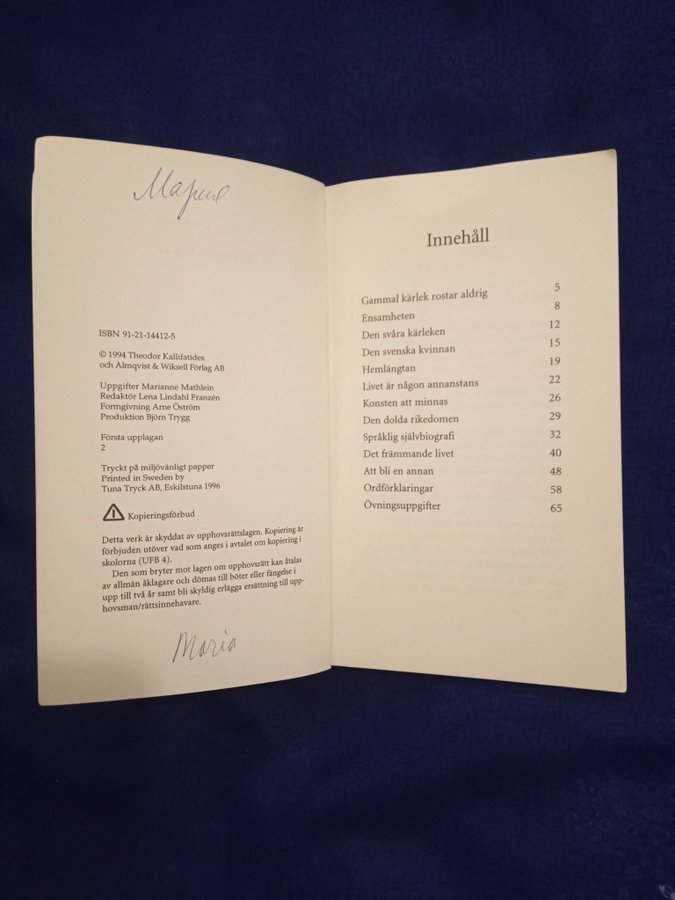 Мария
ISBN 91-21-14412-5
© 1994 Theodor Kallifatides
och Almqvist & Wiksell Förlag AB
Uppgifter Marianne Mathlein
Redaktör Lena Lindahl Franzén
Formgivning Arne Öström
Produktion Björn Trygg
Första upplagan
2
Tryckt på miljövänligt papper
Printed in Sweden by
Tuna Tryck AB, Eskilstuna 1996
Kopieringsförbud
Detta verk är skyddat av upphovsrättslagen. Kopiering är
förbjuden utöver vad som anges i avtalet om kopiering i
skolorna (UFB 4).
Den som bryter mot lagen om upphovsrätt kan åtalas
av allmän åklagare och dömas till böter eller fängelse i
upp till två år samt bli skyldig erlägga ersättning till upp-
hovsman/rättsinnehavare.
Maria
Innehåll
Gammal kärlek rostar aldrig 5
Ensamheten 8
Den svåra kärleken 12
Den svenska kvinnan 15
Hemlängtan 19
Livet är någon annanstans 22
Konsten att minnas 26
Den dolda rikedomen 29
Språklig självbiografi 32
Det främmande livet 40
Att bli en annan 48
Ordförklaringar 58
Övningsuppgifter 65